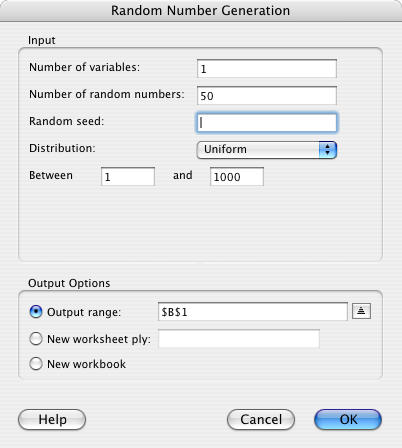 Random Number Generation
Input
Number of variables: 1
Number of random numbers: 50
Random seed:
Distribution: Uniform
Between 1 and 1000
Output Options
Output range: $B$1
New worksheet ply:
New workbook
Help Cancel OK